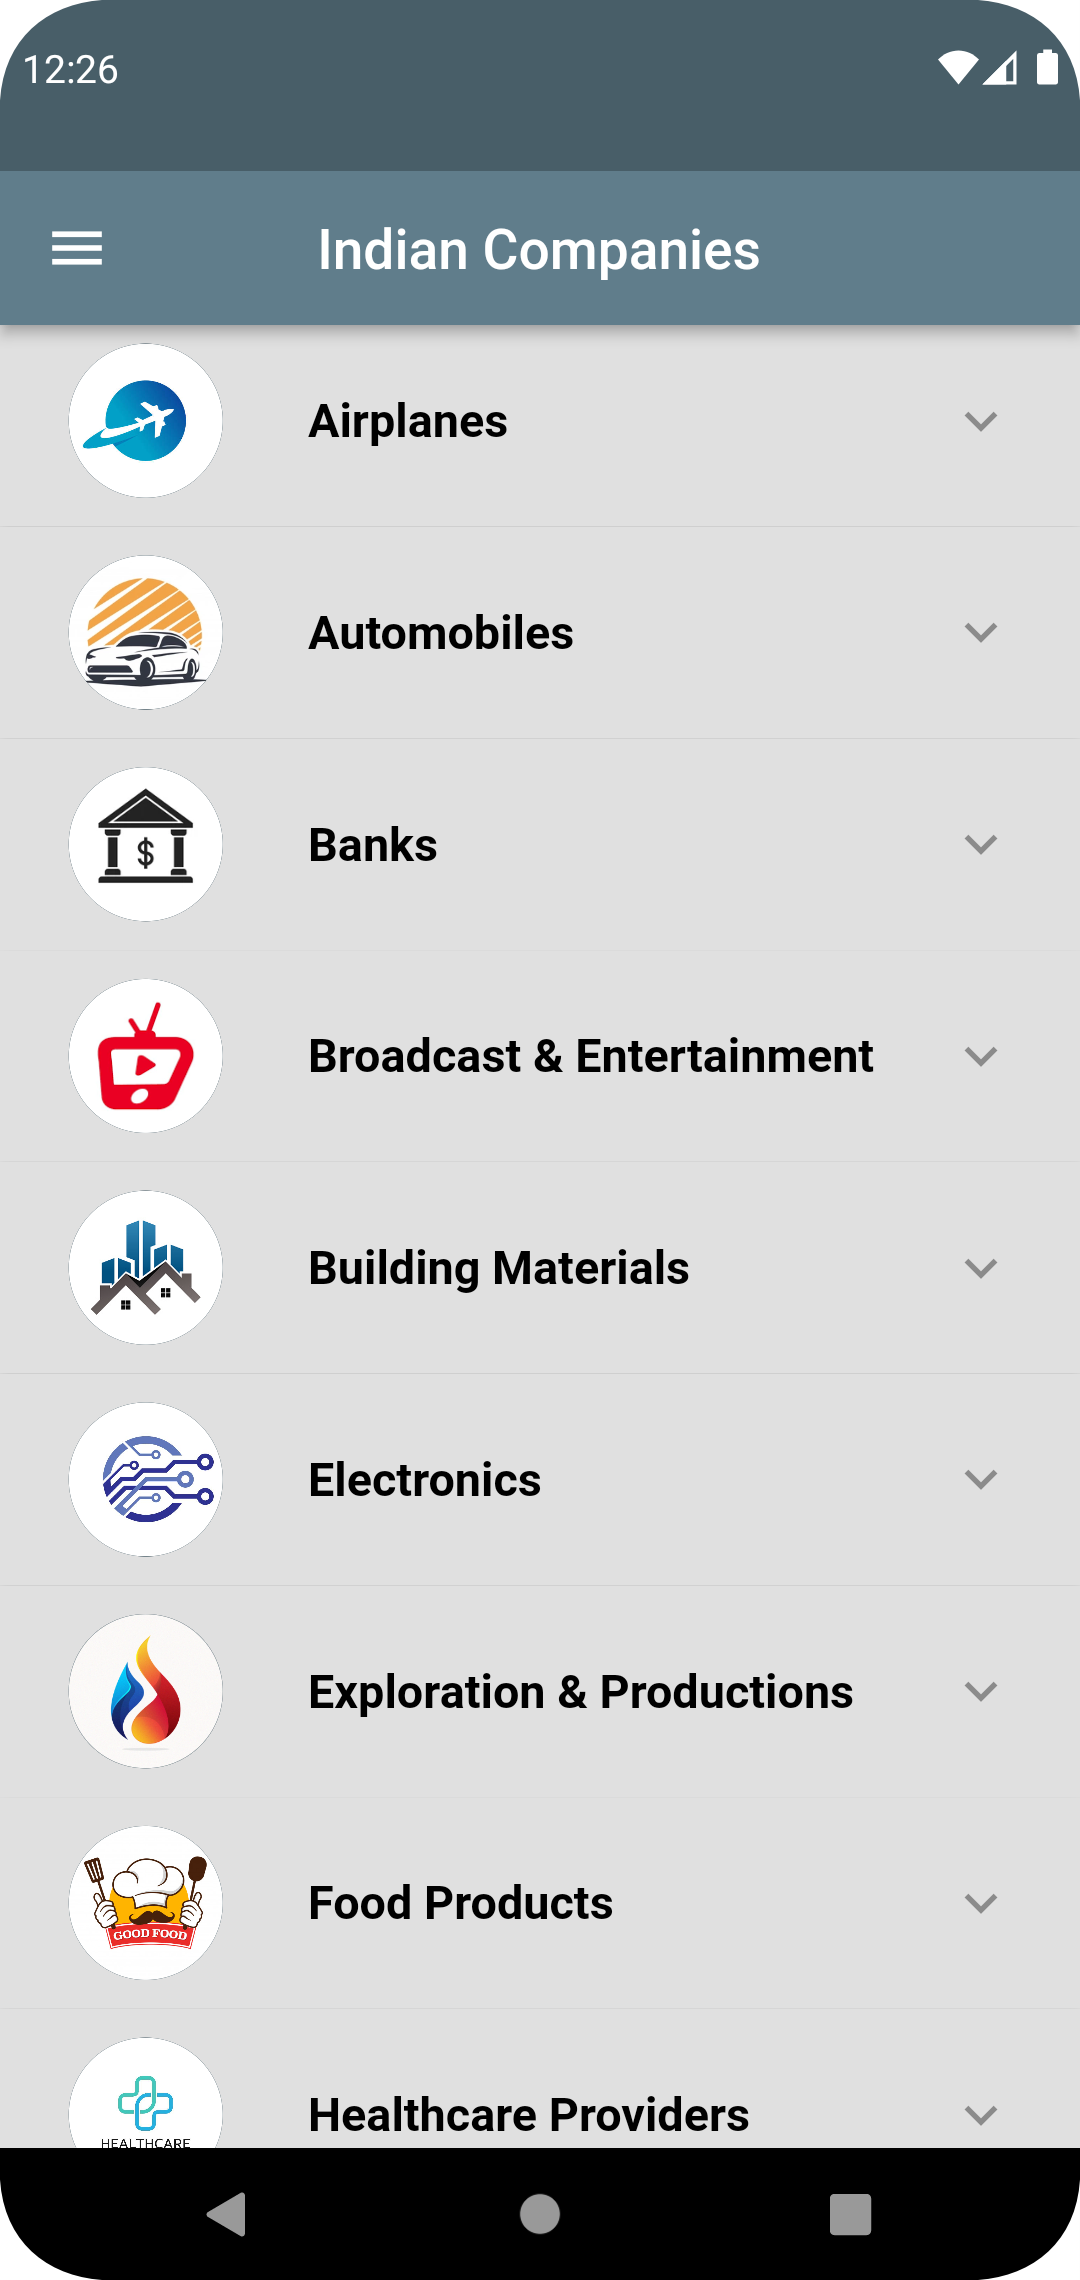 12:26
Indian Companies
Airplanes
Automobiles
$
Banks
Broadcast & Entertainment
Building Materials
Electronics
Exploration & Productions
GOOD FOOD
Food Products
HEALTHCARE
Healthcare Providers